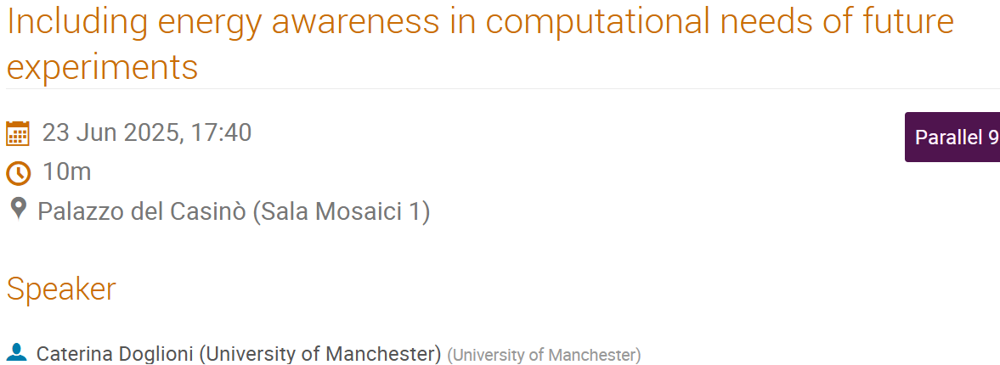 Including energy awareness in computational needs of future
experiments
23 Jun 2025, 17:40
Parallel 9
10m
Palazzo del Casinò (Sala Mosaici 1)
Speaker
Caterina Doglioni (University of Manchester) (University of Manchester)